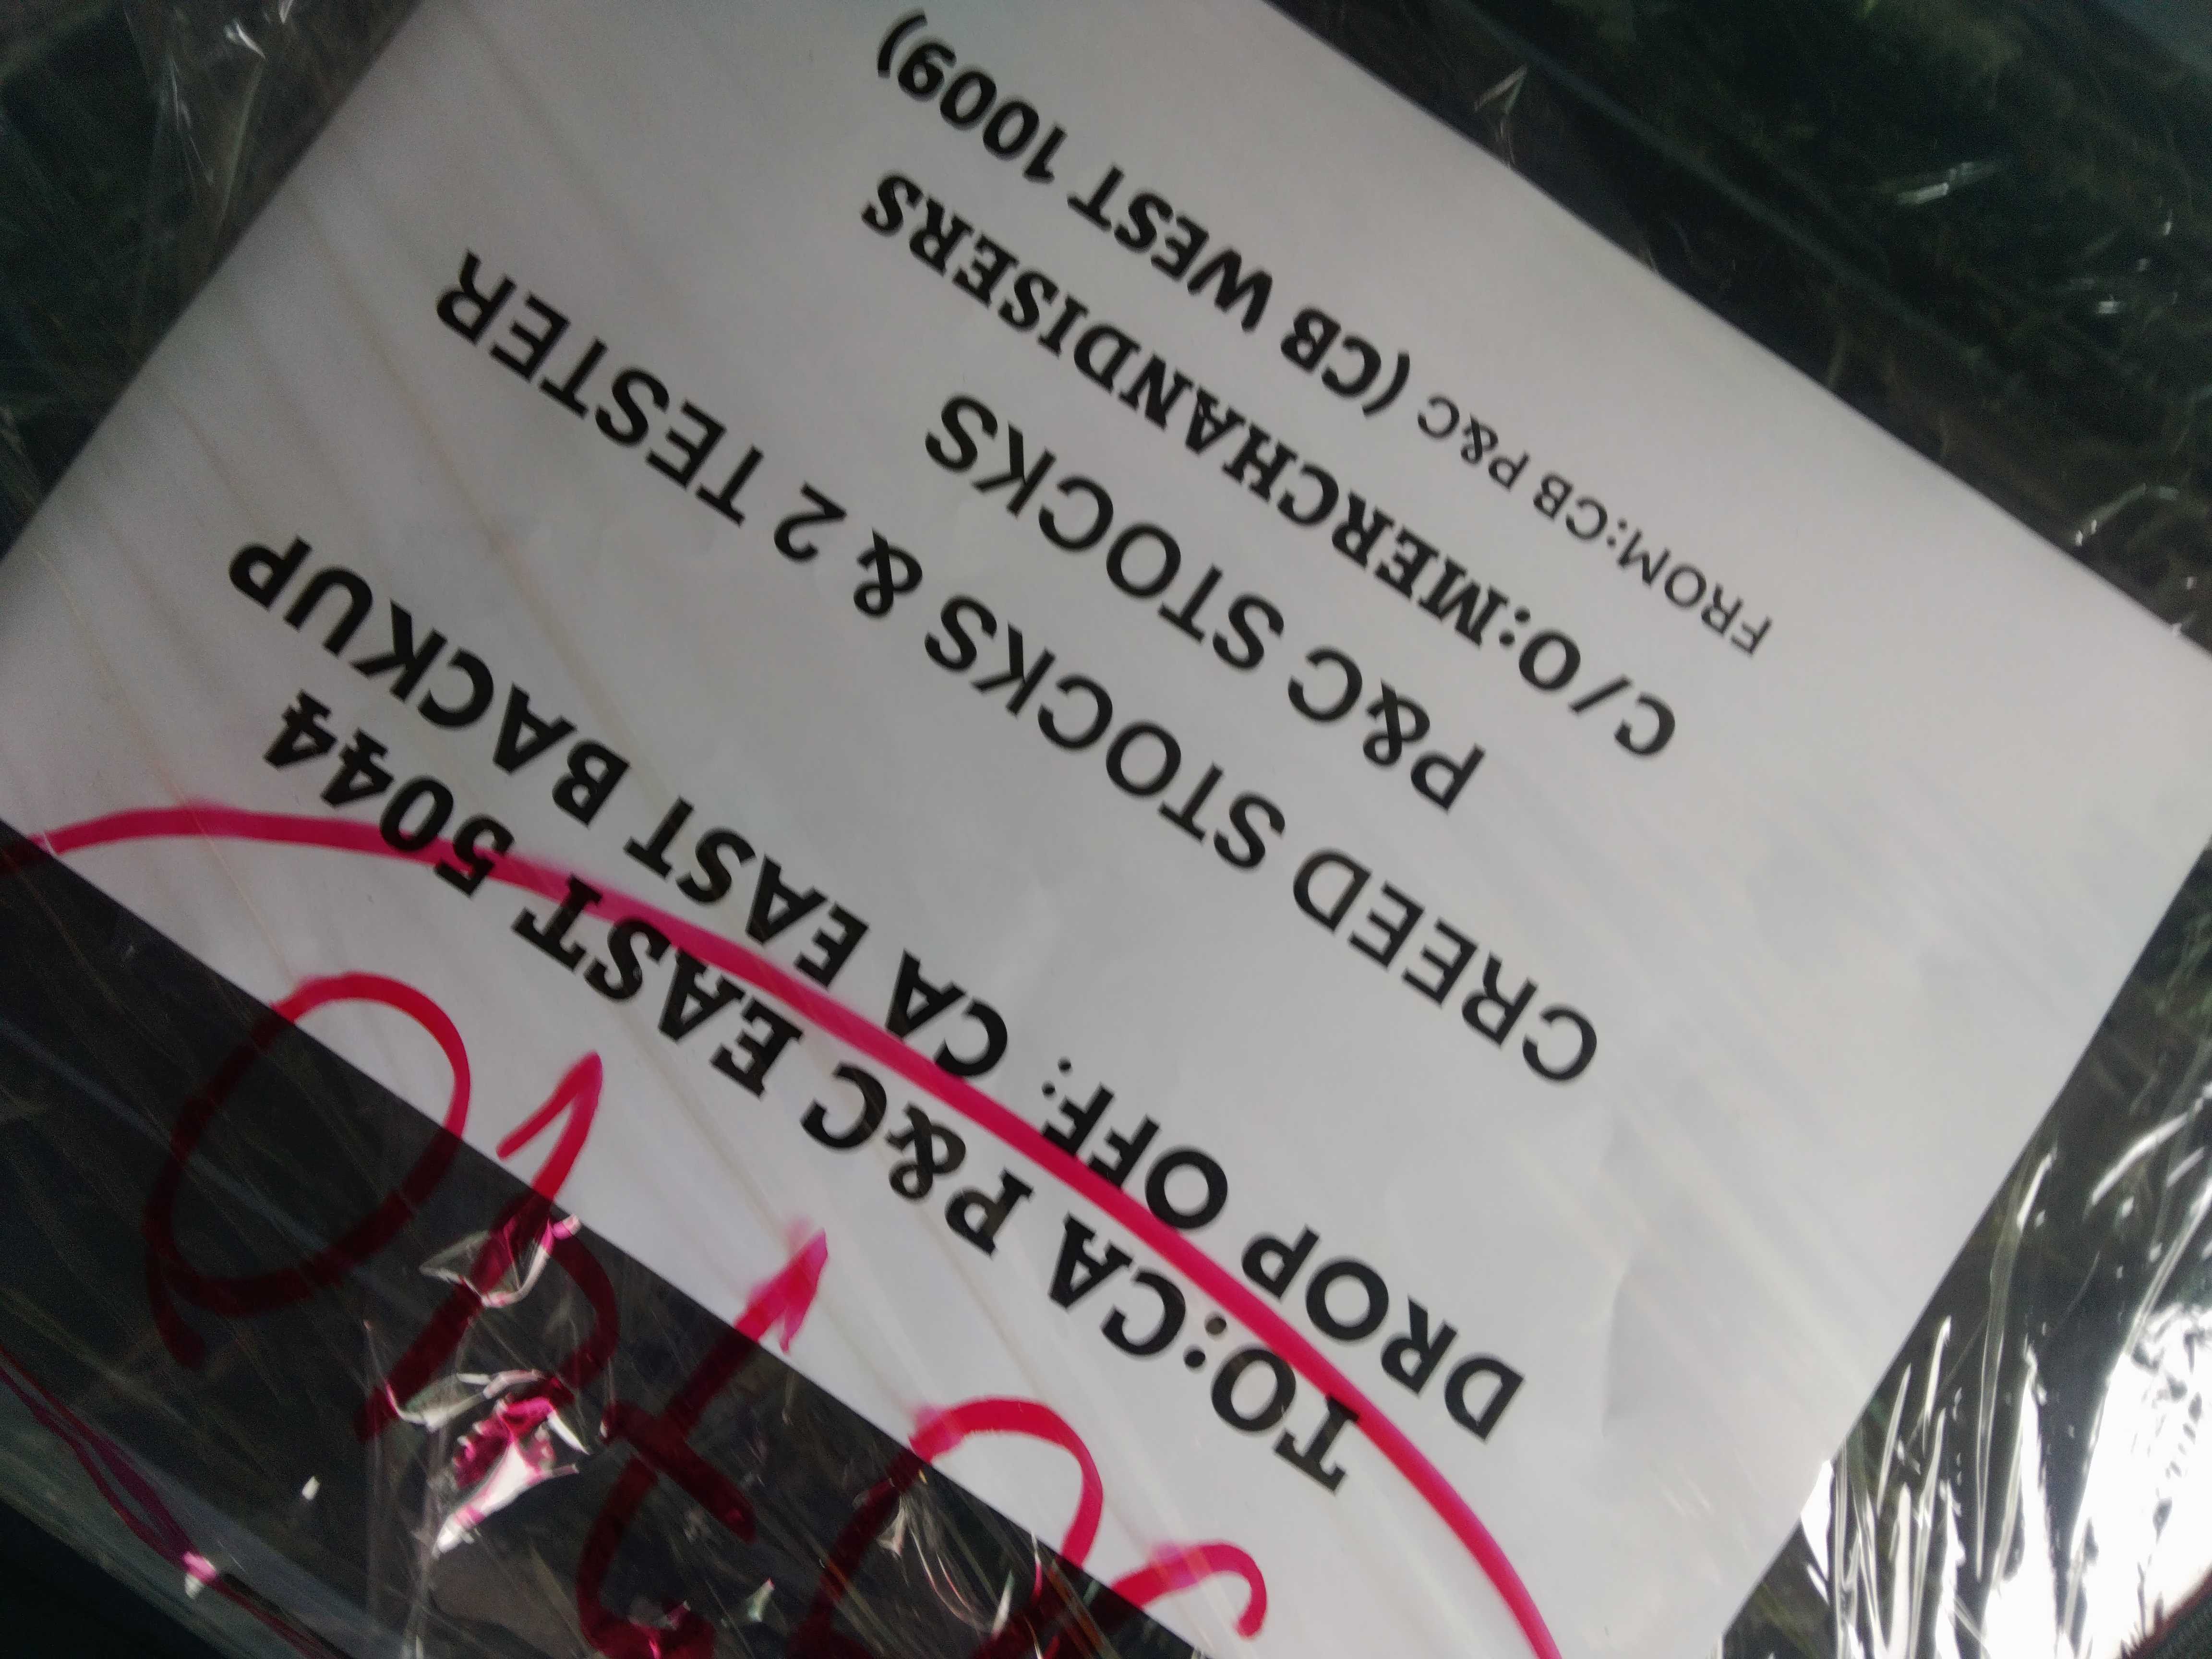 TO:CA P&C EAST 5044
DROP OFF: CA EAST BACKUP
CREED STOCKS & 2 TESTER
P&C STOCKS
C/O:MERCHANDISERS
FROM:CB P&C (CB WEST 1009)